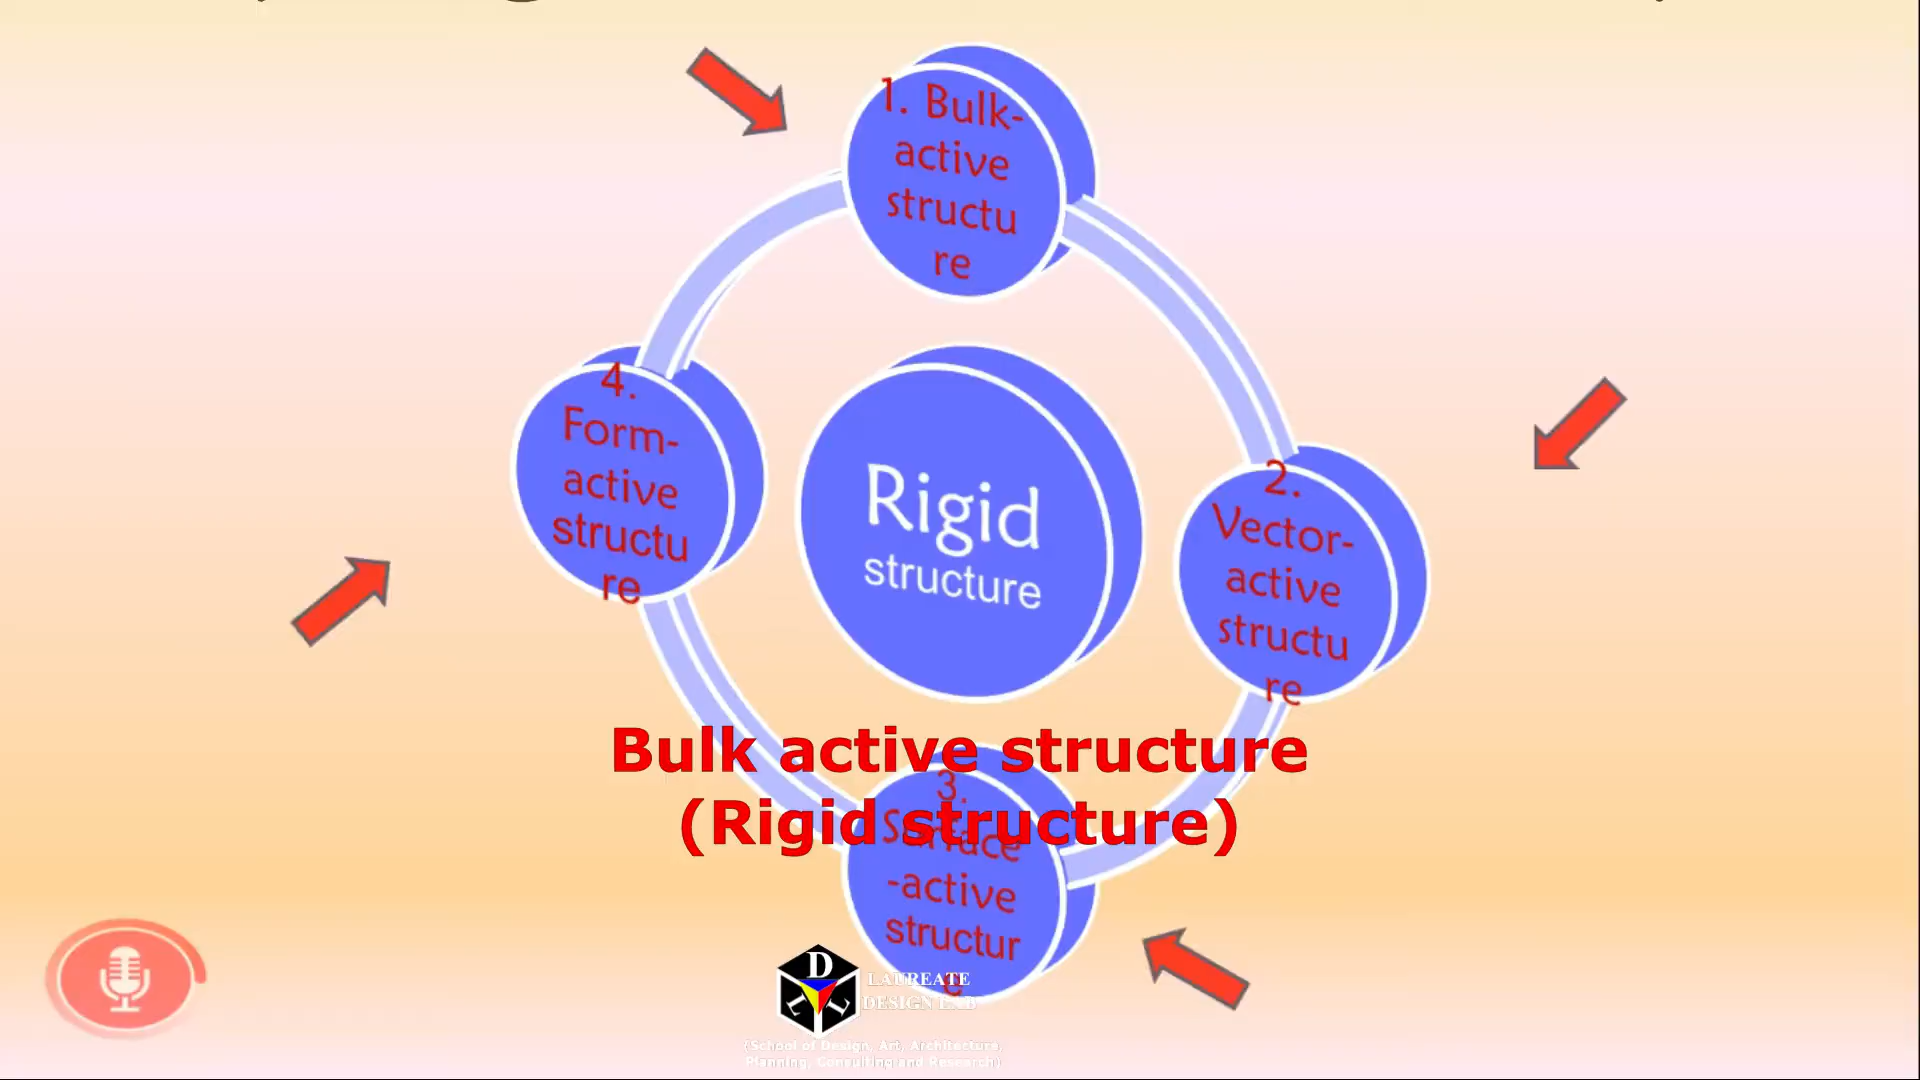 1. Bulk-
active
structu
re
2.
Vector-
active
structu
re
3.
Surface
-active
structur
e
4.
Form-
active
structu
re
Rigid
structure
Bulk active structure
(Rigid structure)
D
L L
LAUREATE
DESIGN LAB
(School of Design, Art, Architecture,
Planning, Consulting and Research)